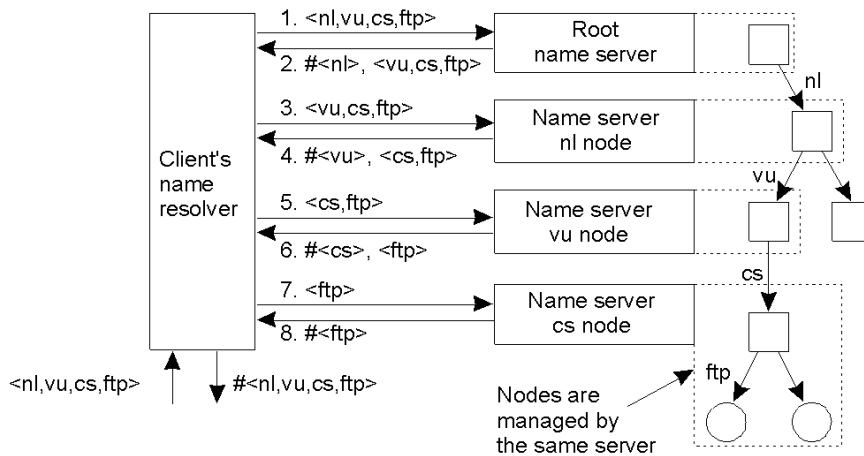 1. <nl,vu,cs,ftp>
2. #<nl>, <vu,cs,ftp>
3. <vu,cs,ftp>
4. #<vu>, <cs,ftp>
5. <cs,ftp>
6. #<cs>, <ftp>
7. <ftp>
8. #<ftp>
Client's
name
resolver
<nl,vu,cs,ftp>
#<nl,vu,cs,ftp>
Root
name server
Name server
nl node
Name server
vu node
Name server
cs node
nl
vu
cs
ftp
Nodes are
managed by
the same server